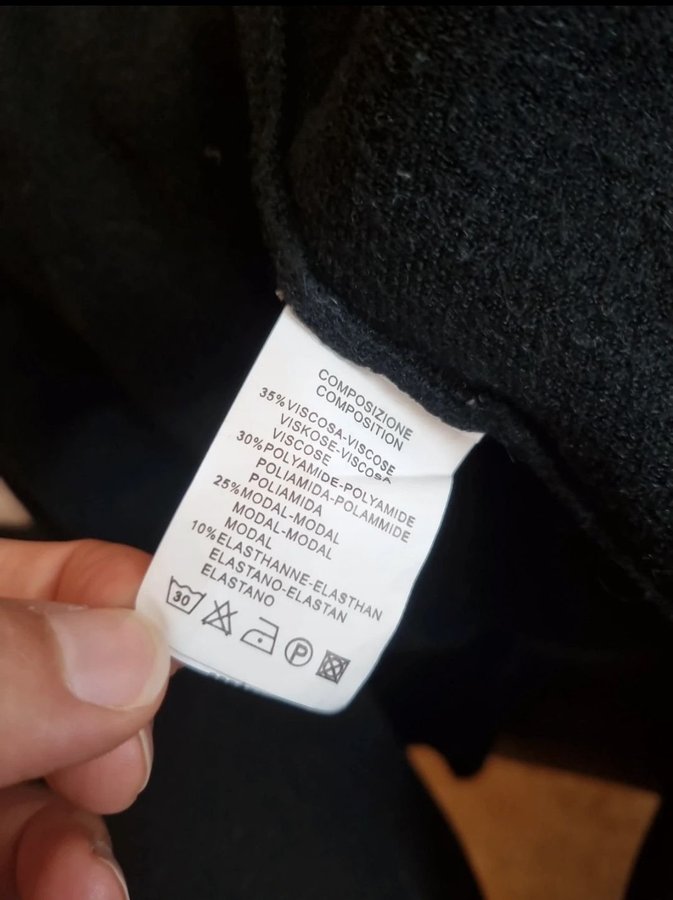 COMPOSIZIONE
COMPOSITION
35%VISCOSA-VISCOSE
VISKOSE-VISCOSA
VISCOSE
30%POLYAMIDE-POLYAMIDE
POLIAMIDA-POLAMMIDE
POLIAMIDA
25%MODAL-MODAL
MODAL-MODAL
MODAL
10%ELASTHANNE-ELASTHAN
ELASTANO-ELASTAN
ELASTANO
30 P